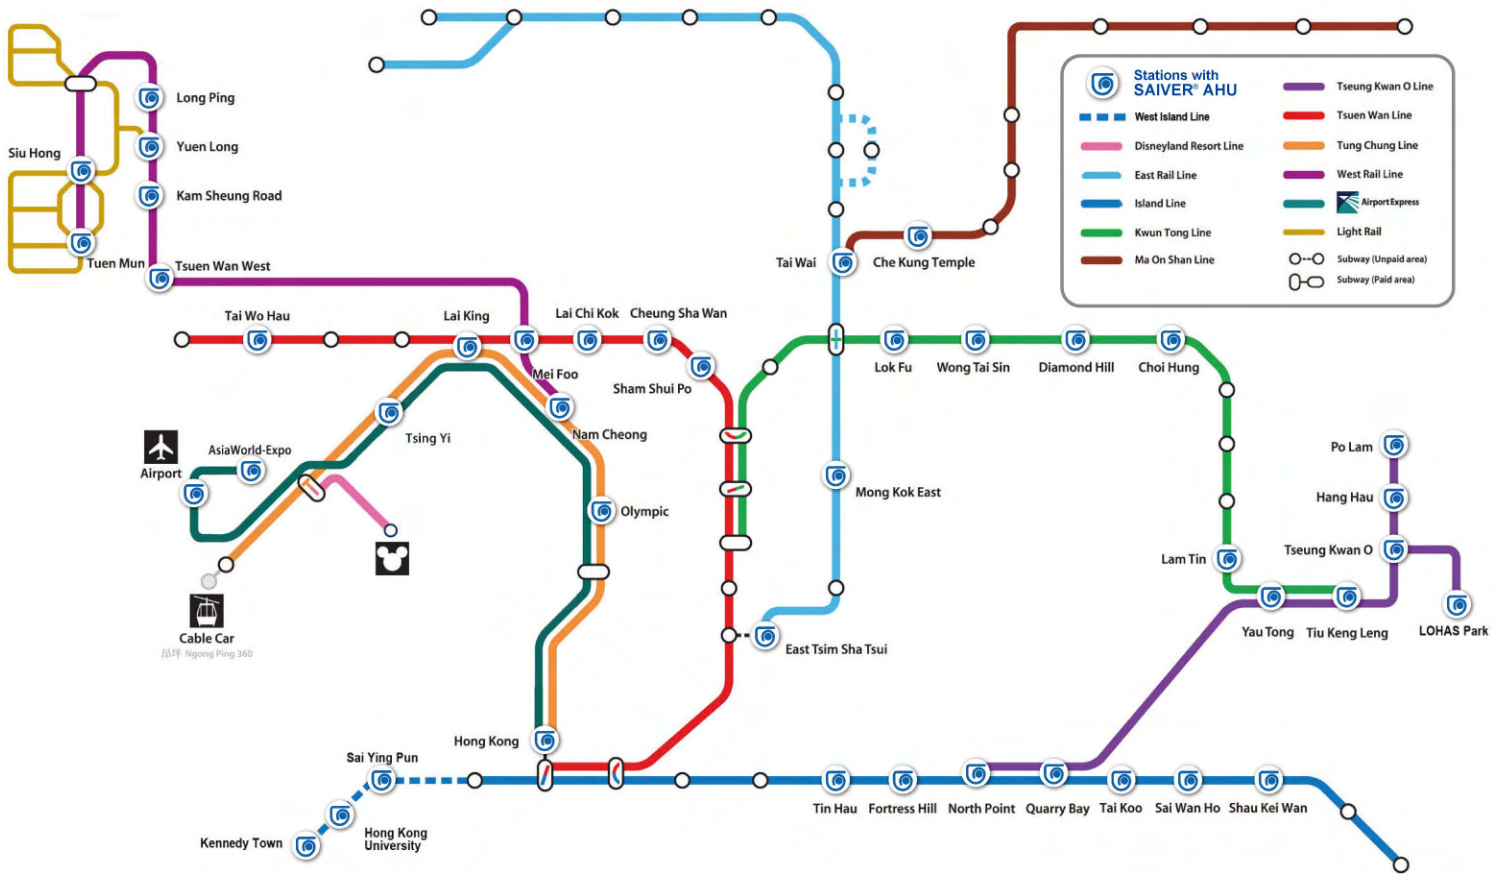 Stations with
SAIVER® AHU
West Island Line
Disneyland Resort Line
East Rail Line
Island Line
Kwun Tong Line
Ma On Shan Line
Tseung Kwan O Line
Tsuen Wan Line
Tung Chung Line
West Rail Line
Airport Express
Light Rail
Subway (Unpaid area)
Subway (Paid area)
Long Ping
Yuen Long
Siu Hong
Kam Sheung Road
Tuen Mun
Tsuen Wan West
Tai Wai
Che Kung Temple
Tai Wo Hau
Lai King
Lai Chi Kok
Cheung Sha Wan
Mei Foo
Sham Shui Po
Lok Fu
Wong Tai Sin
Diamond Hill
Choi Hung
Nam Cheong
Tsing Yi
AsiaWorld-Expo
Airport
Olympic
Mong Kok East
Po Lam
Hang Hau
Tseung Kwan O
Lam Tin
Yau Tong
Tiu Keng Leng
LOHAS Park
Cable Car
昂坪 Ngong Ping 360
East Tsim Sha Tsui
Hong Kong
Sai Ying Pun
Hong Kong
University
Kennedy Town
Tin Hau
Fortress Hill
North Point
Quarry Bay
Tai Koo
Sai Wan Ho
Shau Kei Wan